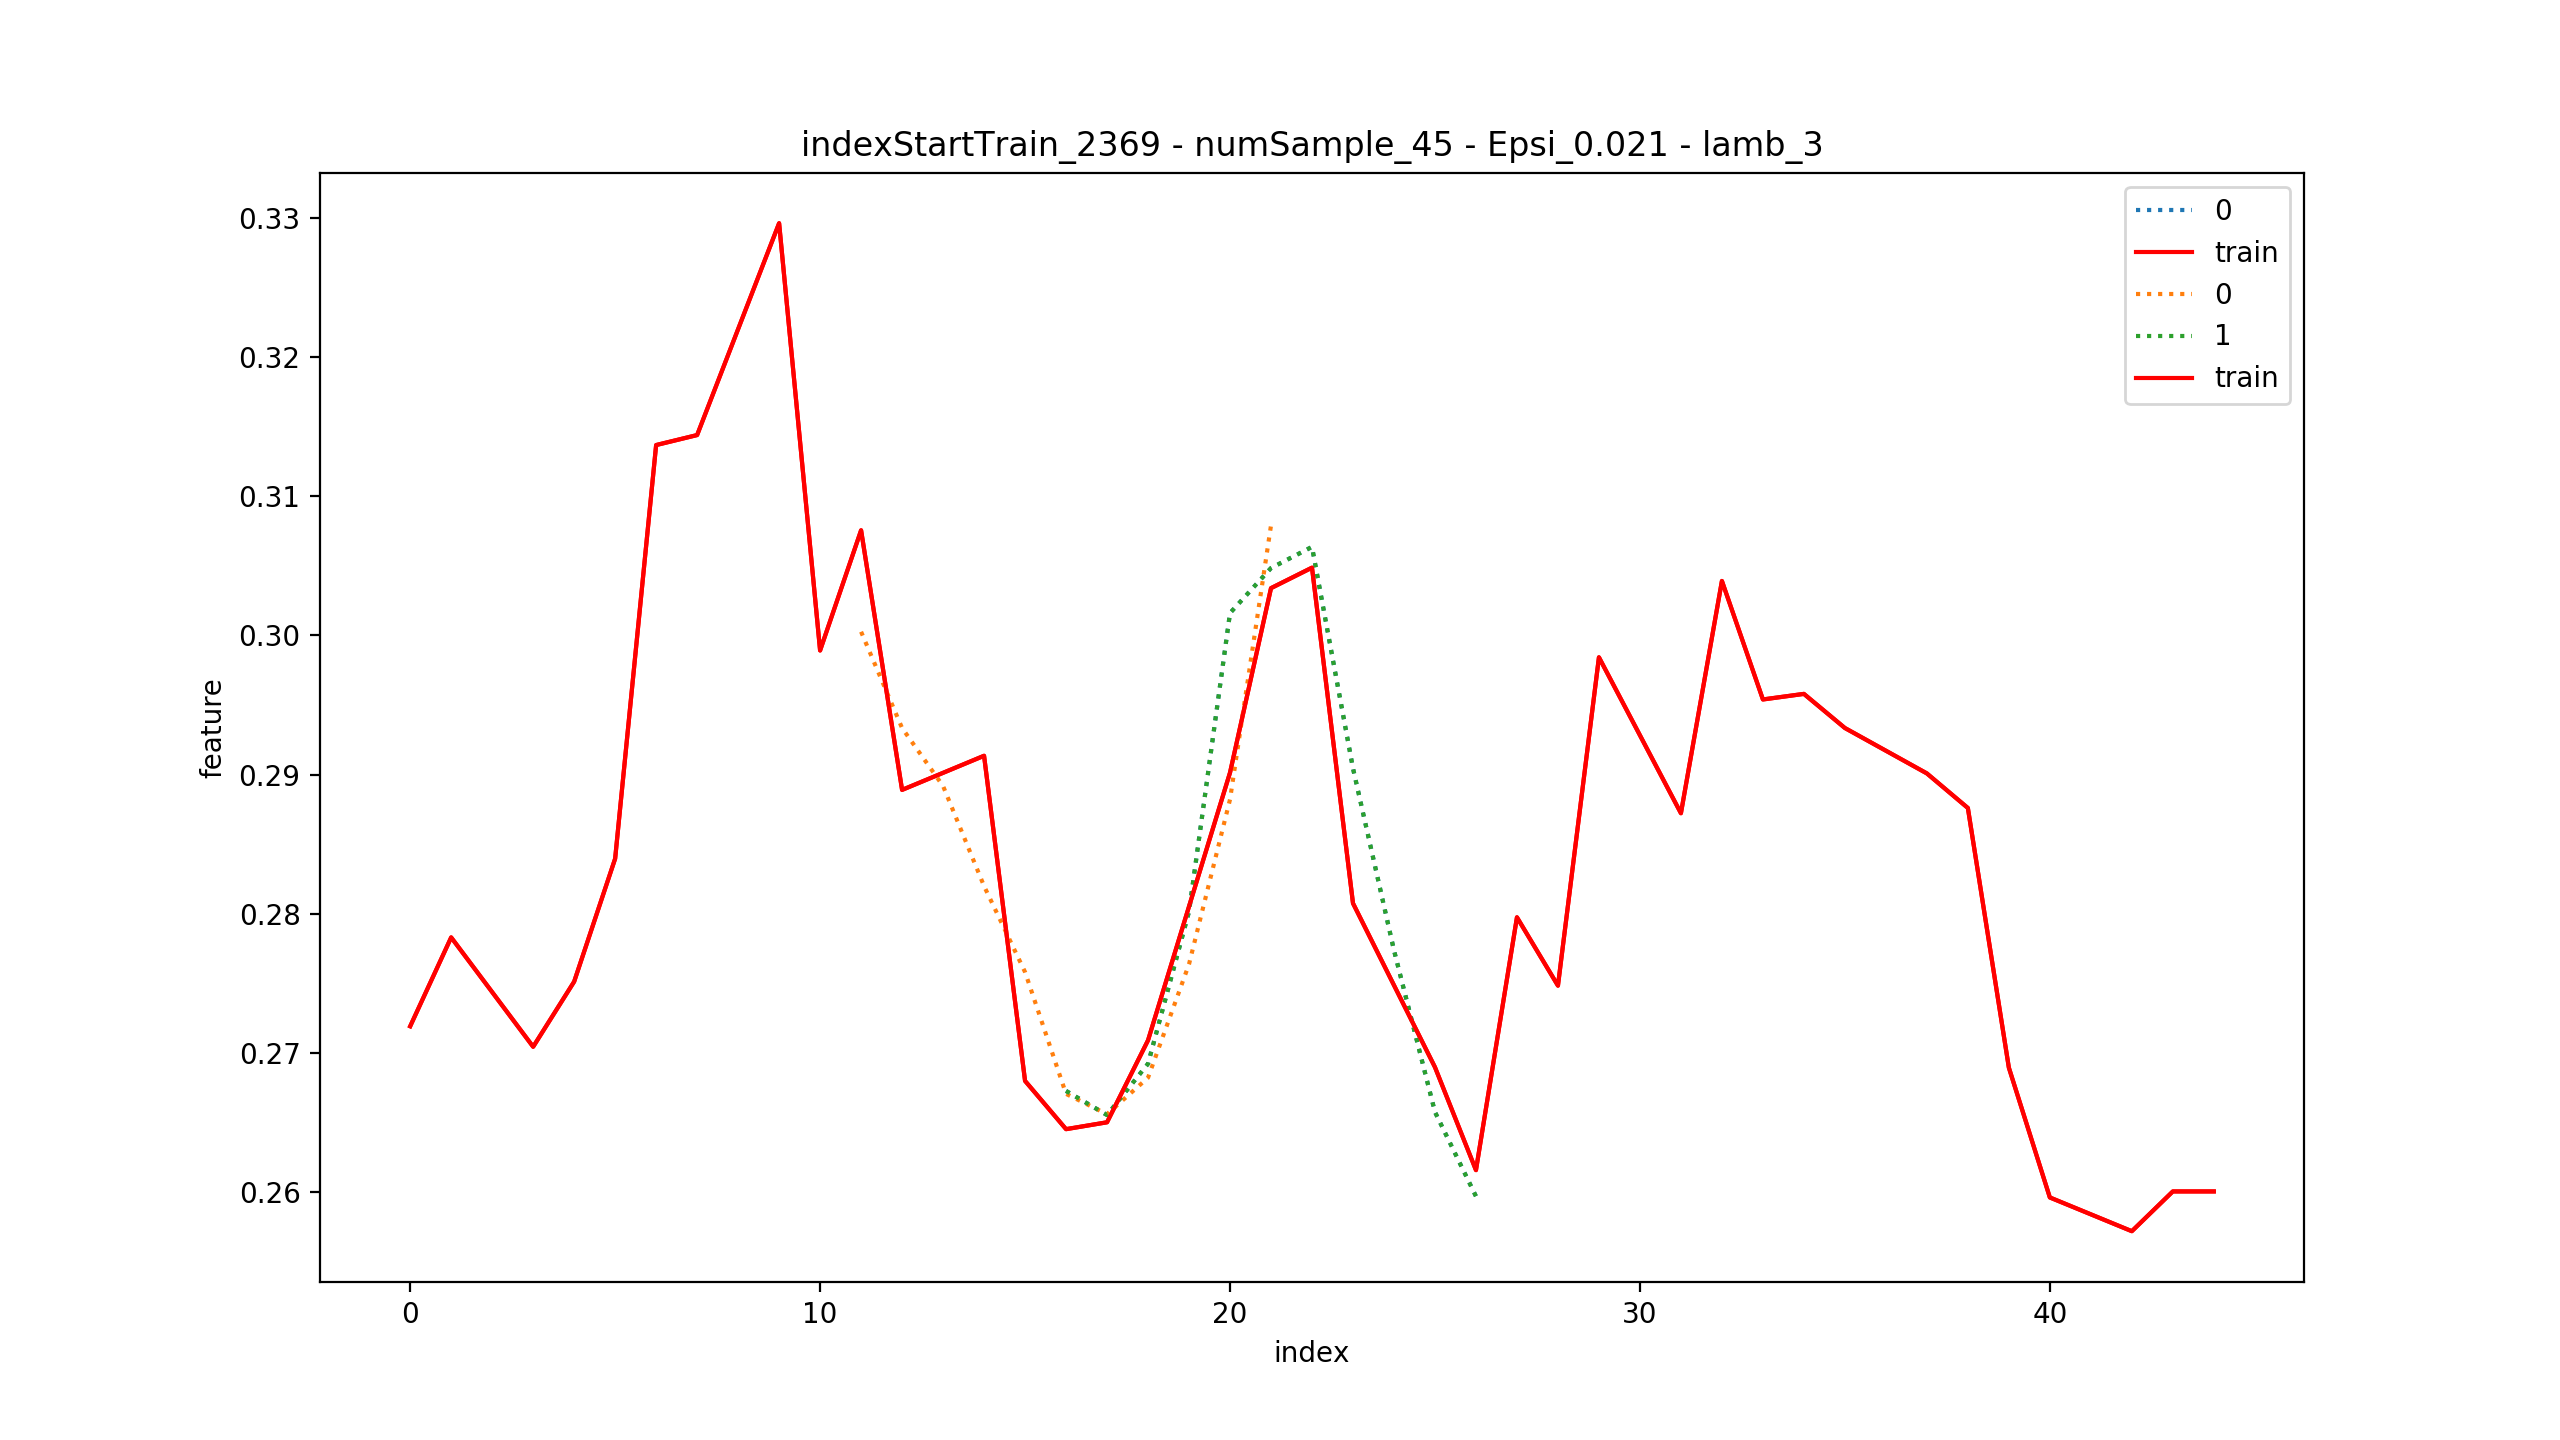 indexStartTrain_2369 - numSample_45 - Epsi_0.021 - lamb_3
0
train
0
1
train
0.33
0.32
0.31
0.30
0.29
0.28
0.27
0.26
feature
0 10 20 30 40
index